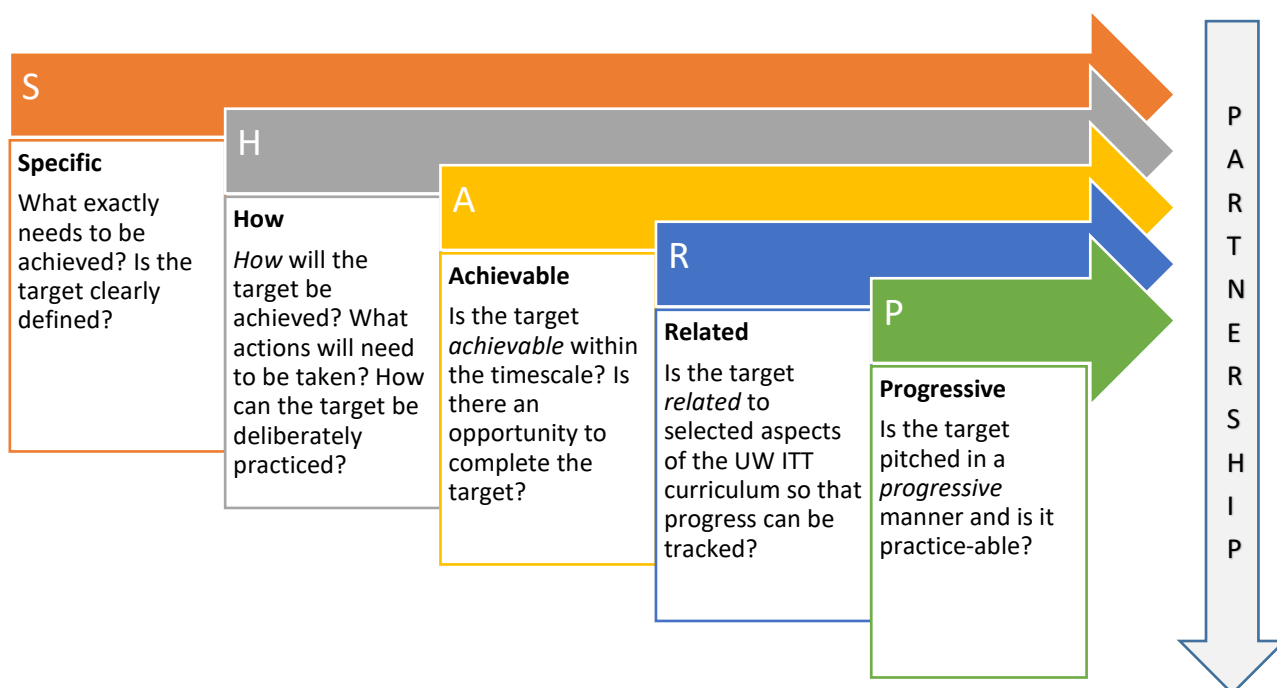 S
Specific
What exactly
needs to be
achieved? Is the
target clearly
defined?
H
How
How will the
target be
achieved? What
actions will need
to be taken? How
can the target be
deliberately
practiced?
A
Achievable
Is the target
achievable within
the timescale? Is
there an
opportunity to
complete the
target?
R
Related
Is the target
related to
selected aspects
of the UW ITT
curriculum so that
progress can be
tracked?
P
Progressive
Is the target
pitched in a
progressive
manner and is it
practice-able?
P
A
R
T
N
E
R
S
H
I
P